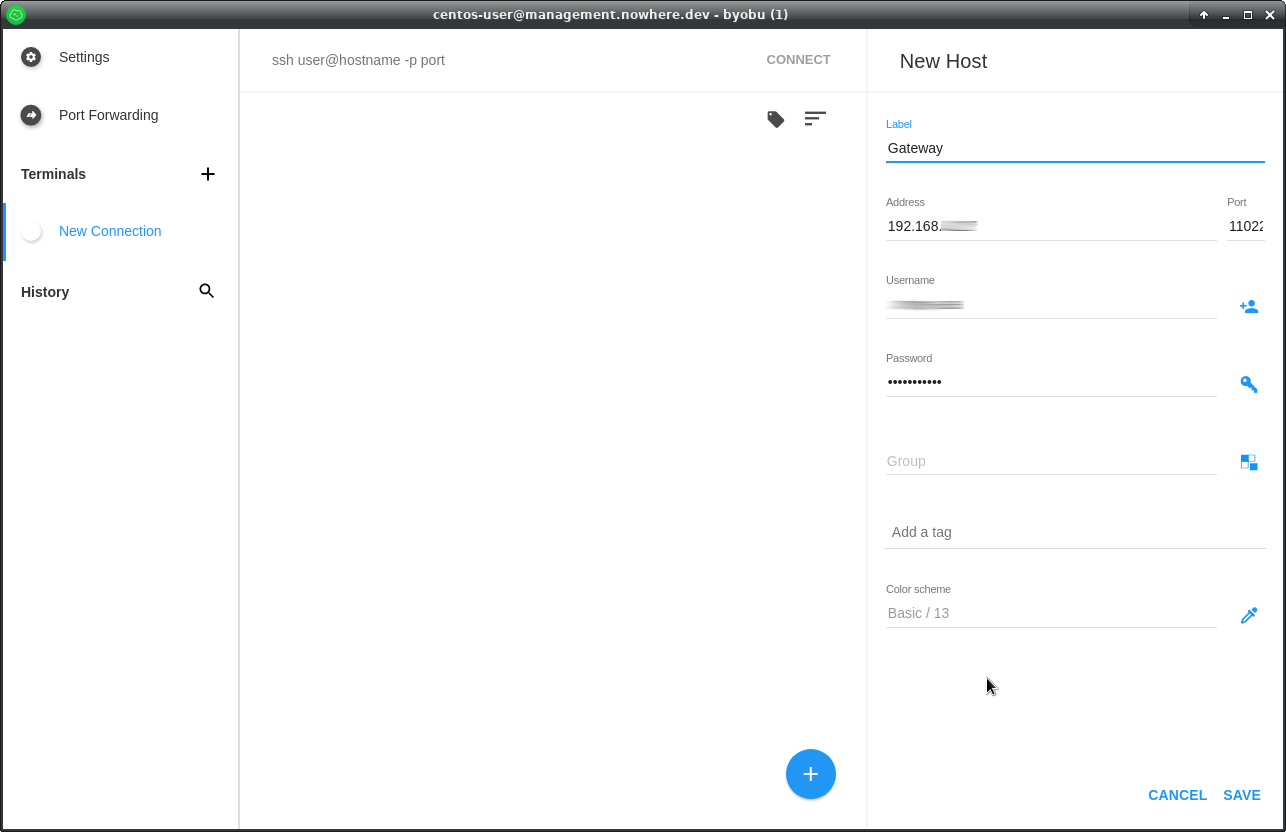 centos-user@management.nowhere.dev - byobu (1)
Settings
Port Forwarding
Terminals
New Connection
History
ssh user@hostname -p port
CONNECT
New Host
Label
Gateway
Address
Port
192.168.
11022
Username
Password
•••••••••••
Group
Add a tag
Color scheme
Basic / 13
CANCEL
SAVE